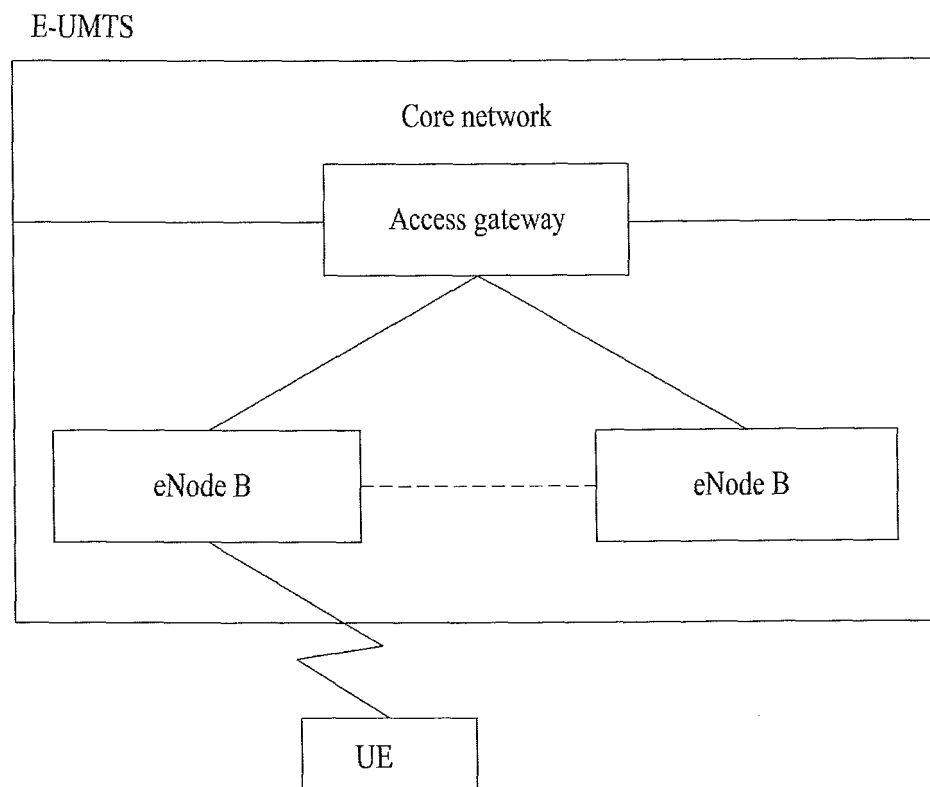 E-UMTS
Core network
Access gateway
eNode B
eNode B
UE